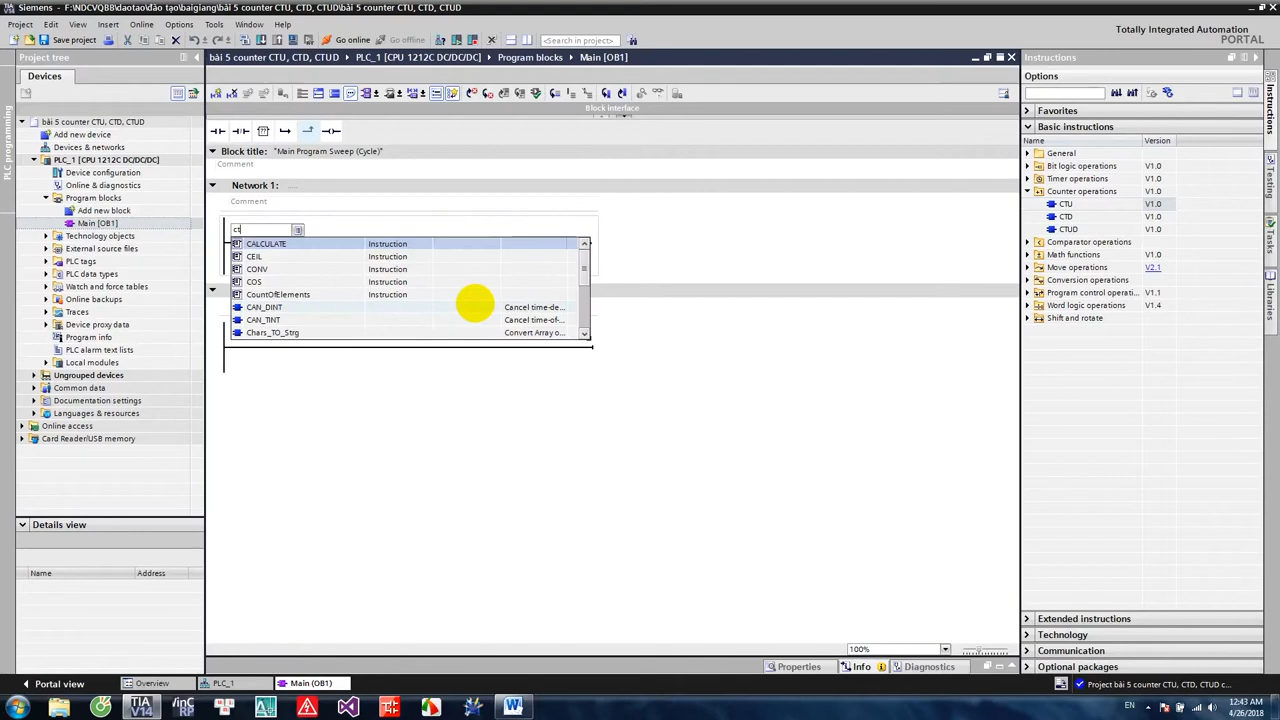 Siemens - F:\NDCVQBB\daotao\đào tạo\baigiang\bài 5 counter CTU, CTD, CTUD\bài 5 counter CTU, CTD, CTUD
Project Edit View Insert Online Options Tools Window Help
Totally Integrated Automation
PORTAL
Save project
Go online
Go offline
<Search in project>
Project tree
bài 5 counter CTU, CTD, CTUD
PLC_1 [CPU 1212C DC/DC/DC]
Program blocks
Main [OB1]
Instructions
Devices
Options
Block interface
Favorites
Basic instructions
Name
Version
General
Bit logic operations V1.0
Timer operations V1.0
Counter operations V1.0
CTU V1.0
CTD V1.0
CTUD V1.0
Comparator operations
Math functions V1.0
Move operations V2.1
Conversion operations
Program control operati... V1.1
Word logic operations V1.4
Shift and rotate
Extended instructions
Technology
Communication
Optional packages
bài 5 counter CTU, CTD, CTUD
Add new device
Devices & networks
PLC_1 [CPU 1212C DC/DC/DC]
Device configuration
Online & diagnostics
Program blocks
Add new block
Main [OB1]
Technology objects
External source files
PLC tags
PLC data types
Watch and force tables
Online backups
Traces
Device proxy data
Program info
PLC alarm text lists
Local modules
Ungrouped devices
Common data
Documentation settings
Languages & resources
Online access
Card Reader/USB memory
Details view
Name
Address
Block title: "Main Program Sweep (Cycle)"
Comment
Network 1: .....
Comment
ct
CALCULATE Instruction
CEIL Instruction
CONV Instruction
COS Instruction
CountOfElements Instruction
CAN_DINT Cancel time-de...
CAN_TINT Cancel time-of-...
Chars_TO_Strg Convert Array o...
100%
Properties
Info
Diagnostics
PLC programming
Instructions
Testing
Tasks
Libraries
Portal view
Overview
PLC_1
Main (OB1)
Project bài 5 counter CTU, CTD, CTUD c...
TIA
V14
EN
12:43 AM
4/26/2018